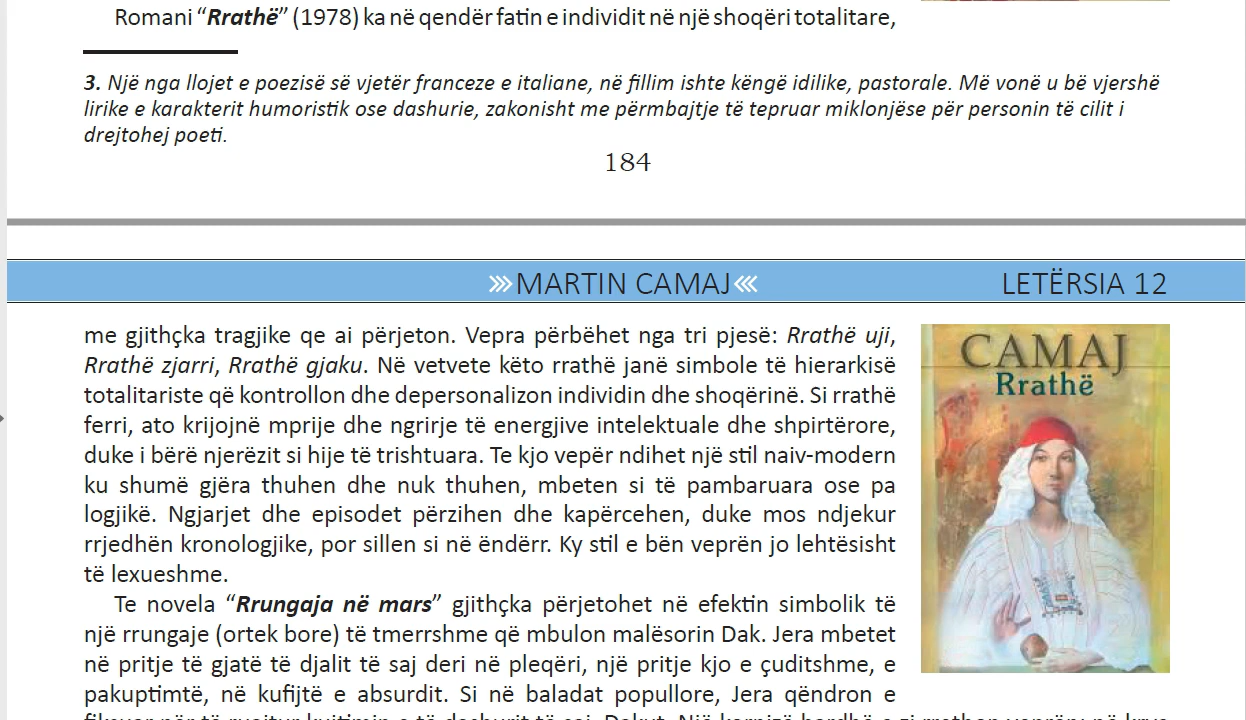 Romani “Rrathë” (1978) ka në qendër fatin e individit në një shoqëri totalitare,
3. Një nga llojet e poezisë së vjetër franceze e italiane, në fillim ishte këngë idilike, pastorale. Më vonë u bë vjershë
lirike e karakterit humoristik ose dashurie, zakonisht me përmbajtje të tepruar miklonjëse për personin të cilit i
drejtohej poeti.
184
MARTIN CAMAJ
LETËRSIA 12
me gjithçka tragjike qe ai përjeton. Vepra përbëhet nga tri pjesë: Rrathë uji,
Rrathë zjarri, Rrathë gjaku. Në vetvete këto rrathë janë simbole të hierarkisë
totalitariste që kontrollon dhe depersonalizon individin dhe shoqërinë. Si rrathë
ferri, ato krijojnë mprije dhe ngrirje të energjive intelektuale dhe shpirtërore,
duke i bërë njerëzit si hije të trishtuara. Te kjo vepër ndihet një stil naiv-modern
ku shumë gjëra thuhen dhe nuk thuhen, mbeten si të pambaruara ose pa
logjikë. Ngjarjet dhe episodet përzihen dhe kapërcehen, duke mos ndjekur
rrjedhën kronologjike, por sillen si në ëndërr. Ky stil e bën veprën jo lehtësisht
të lexueshme.
Te novela “Rrungaja në mars” gjithçka përjetohet në efektin simbolik të
një rrungaje (ortek bore) të tmerrshme që mbulon malësorin Dak. Jera mbetet
në pritje të gjatë të djalit të saj deri në pleqëri, një pritje kjo e çuditshme, e
pakuptimtë, në kufijtë e absurdit. Si në baladat popullore, Jera qëndron e
CAMAJ
Rrathë